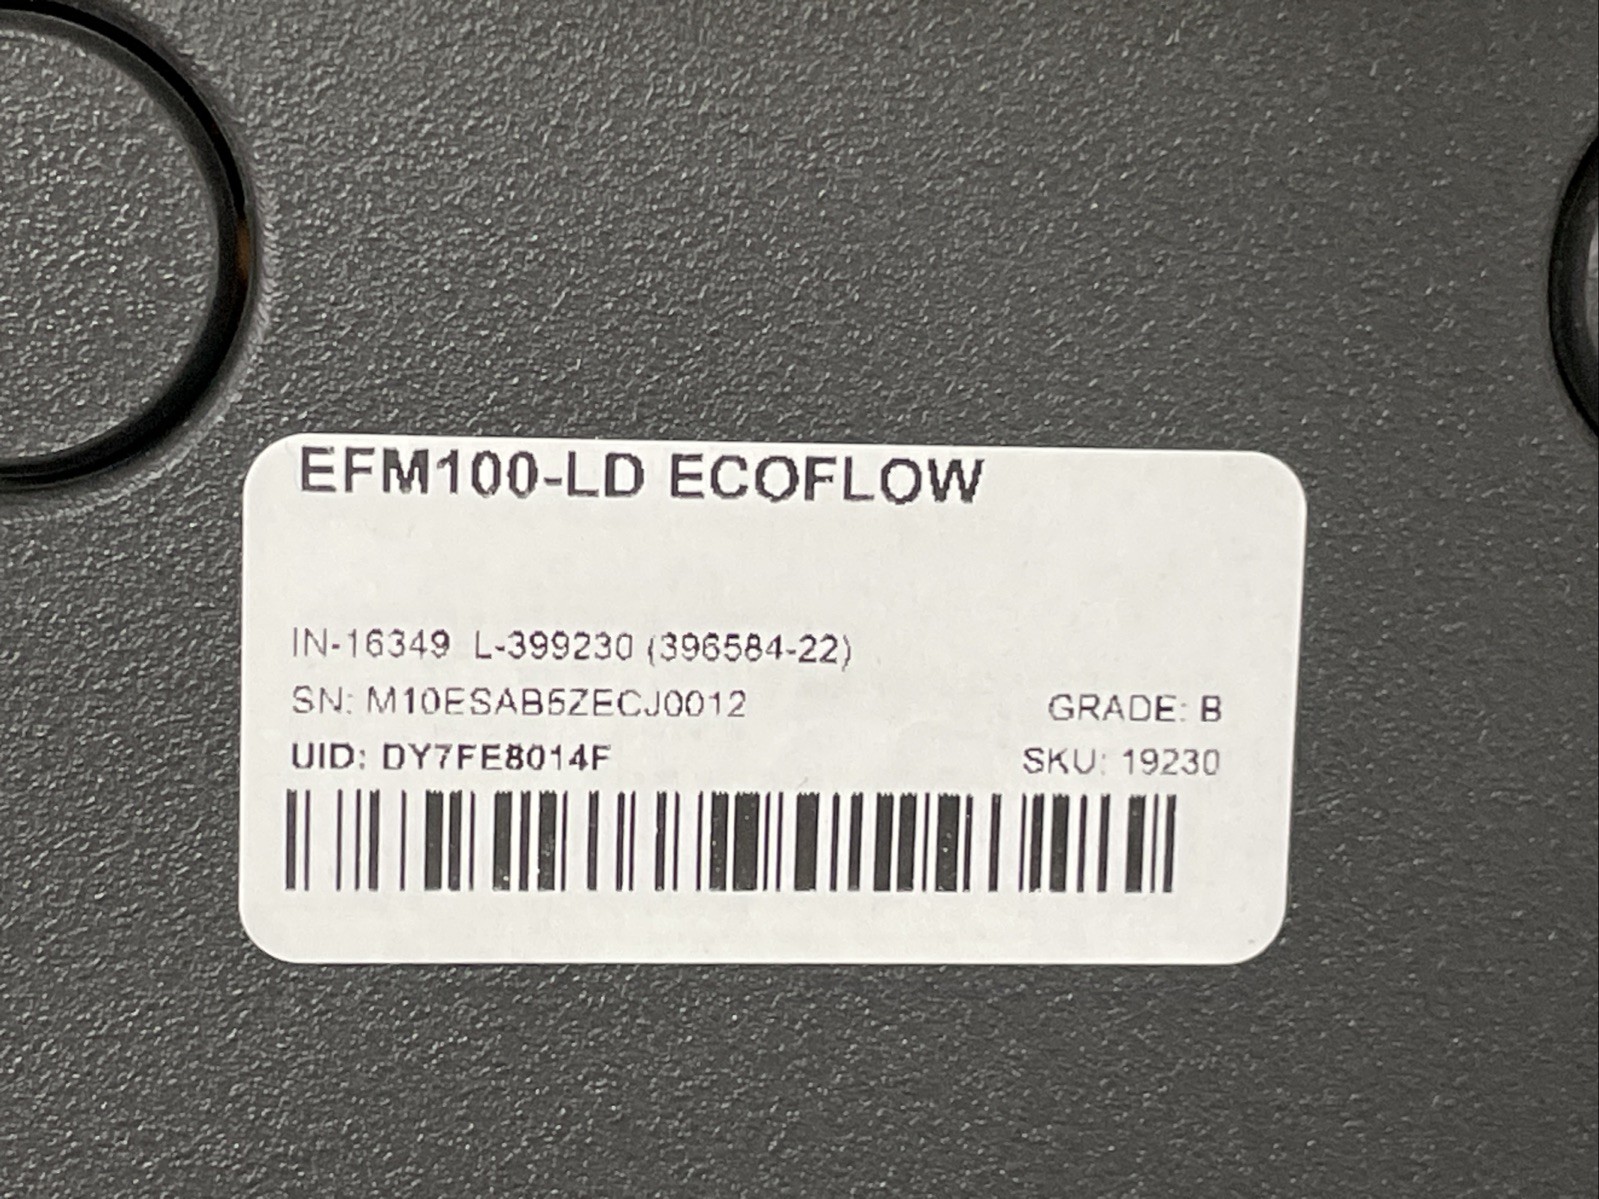 EFM100-LD ECOFLOW
IN-16349 L-399230 (396584-22)
SN: M10ESAB5ZECJ0012
GRADE: B
UID: DY7FE8014F
SKU: 19230